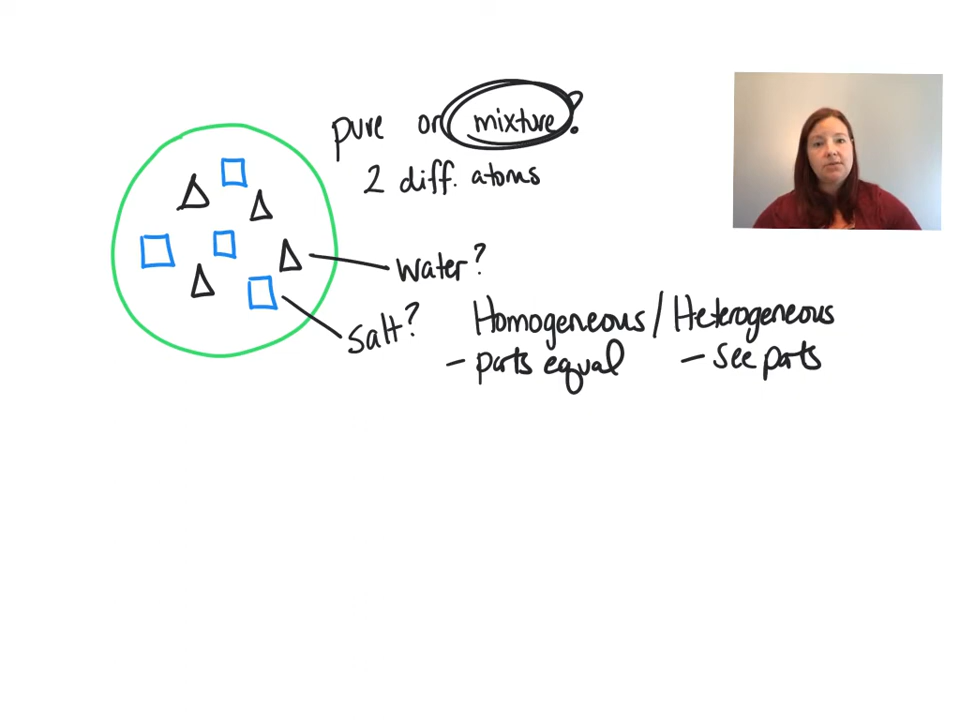 pure or mixture?
2 diff. atoms
water?
salt?
Homogeneous / Heterogeneous
- parts equal
- see parts